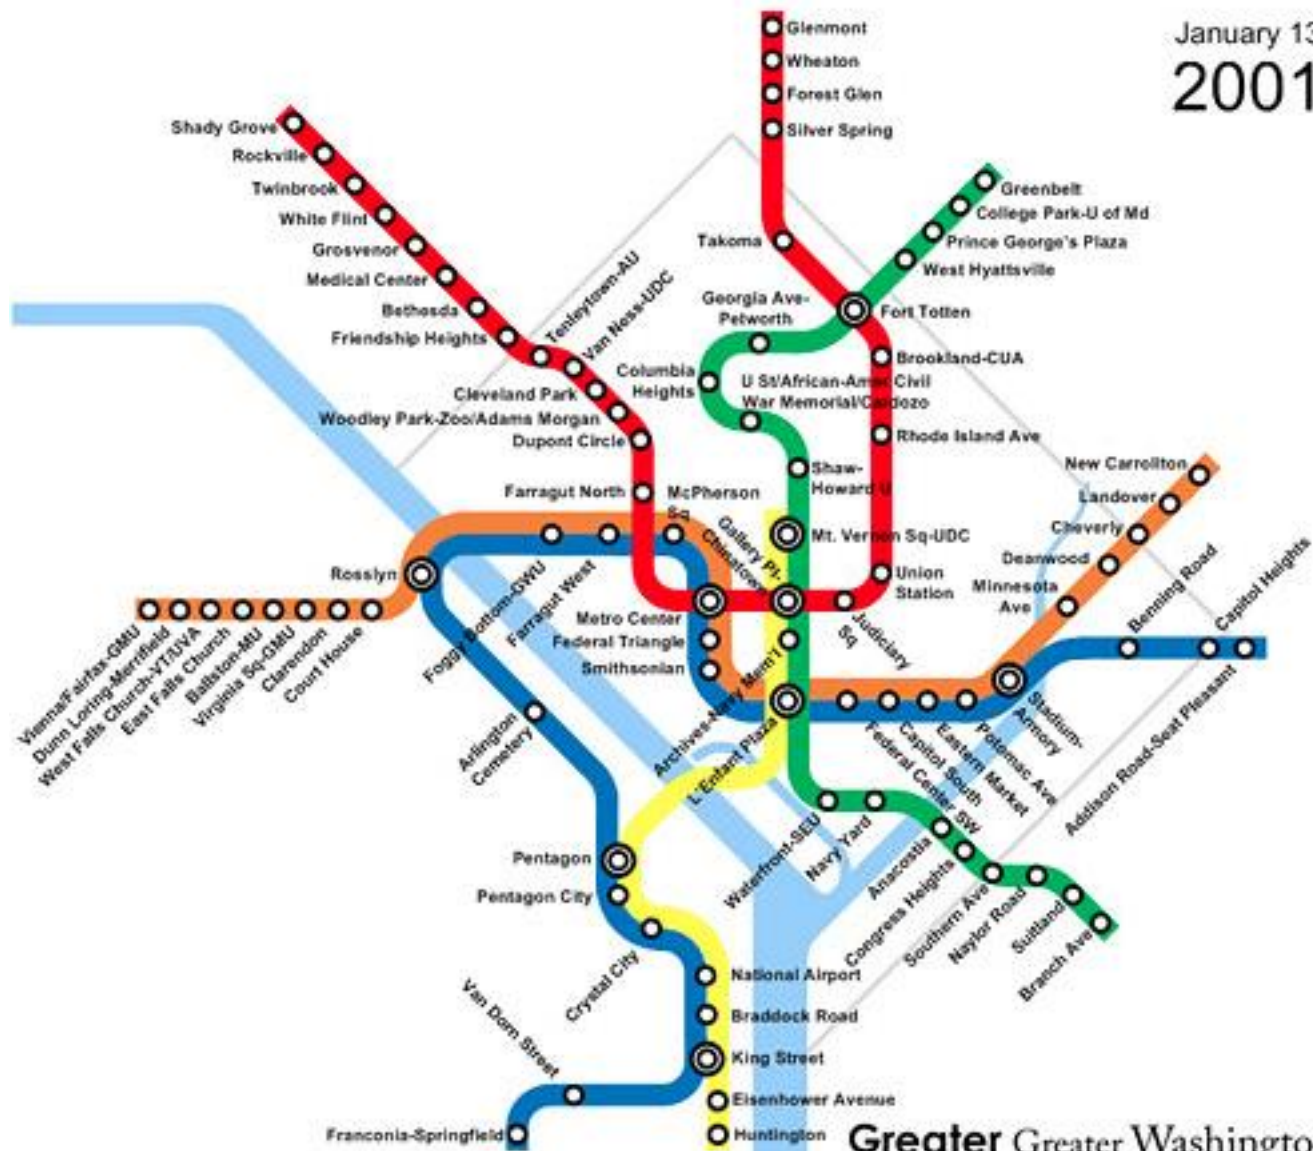 January 13
2001
Glenmont
Wheaton
Forest Glen
Silver Spring
Takoma
Shady Grove
Rockville
Twinbrook
White Flint
Grosvenor
Medical Center
Bethesda
Friendship Heights
Tenleytown-AU
Van Ness-UDC
Cleveland Park
Woodley Park-Zoo/Adams Morgan
Dupont Circle
Farragut North
Greenbelt
College Park-U of Md
Prince George's Plaza
West Hyattsville
Fort Totten
Georgia Ave-
Petworth
Columbia
Heights
U St/African-Amer Civil
War Memorial/Cardozo
Shaw-
Howard U
Mt. Vernon Sq-UDC
Brookland-CUA
Rhode Island Ave
Union
Station
Judiciary
Sq
Gallery Pl-
Chinatown
McPherson
Sq
Metro Center
Federal Triangle
Smithsonian
Rosslyn
Foggy Bottom-GWU
Farragut West
Vienna/Fairfax-GMU
Dunn Loring-Merrifield
West Falls Church-VT/UVA
East Falls Church
Ballston-MU
Virginia Sq-GMU
Clarendon
Court House
New Carrollton
Landover
Cheverly
Deanwood
Minnesota
Ave
Benning Road
Capitol Heights
Addison Road-Seat Pleasant
Stadium-
Armory
Potomac Ave
Eastern Market
Capitol South
Federal Center SW
Archives-Navy Mem'l
L'Enfant Plaza
Waterfront-SEU
Navy Yard
Anacostia
Congress Heights
Southern Ave
Naylor Road
Suitland
Branch Ave
Arlington
Cemetery
Pentagon
Pentagon City
Crystal City
National Airport
Braddock Road
King Street
Van Dorn Street
Franconia-Springfield
Eisenhower Avenue
Huntington
Greater Greater Washingto